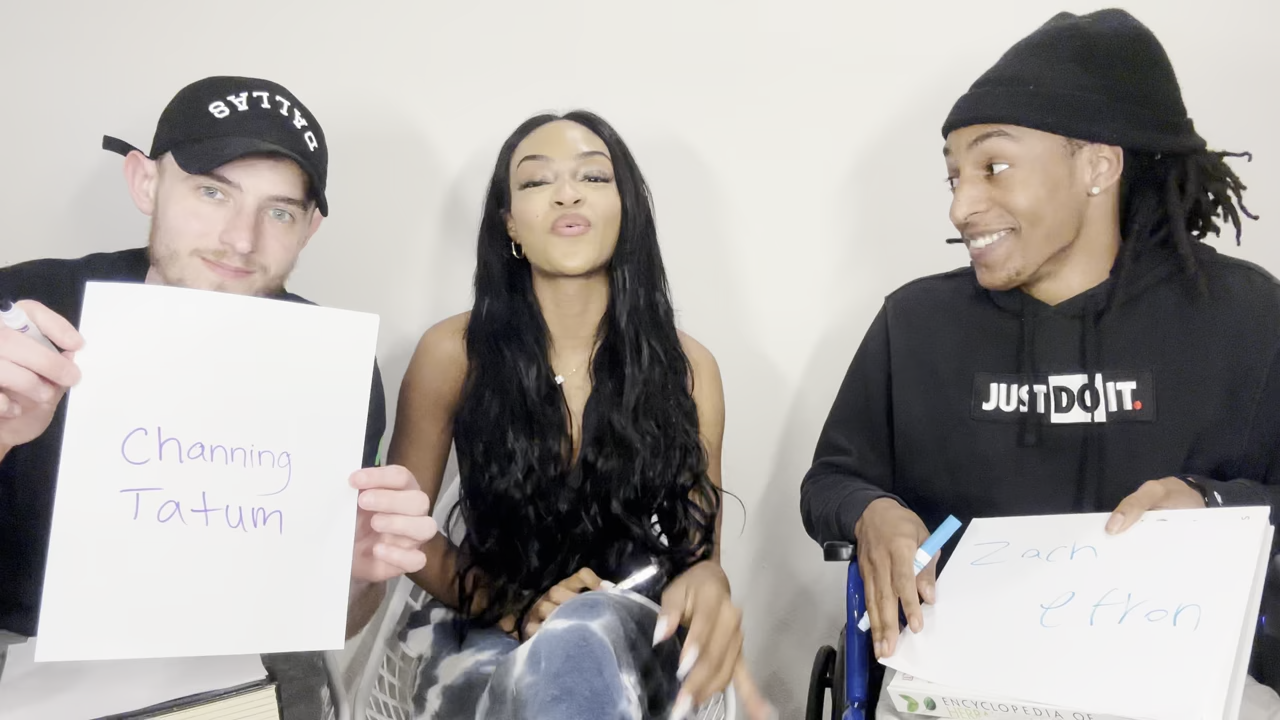 DALLAS
Channing
Tatum
JUST DO IT.
Zach
efron
ENCYCLOPEDIA OF